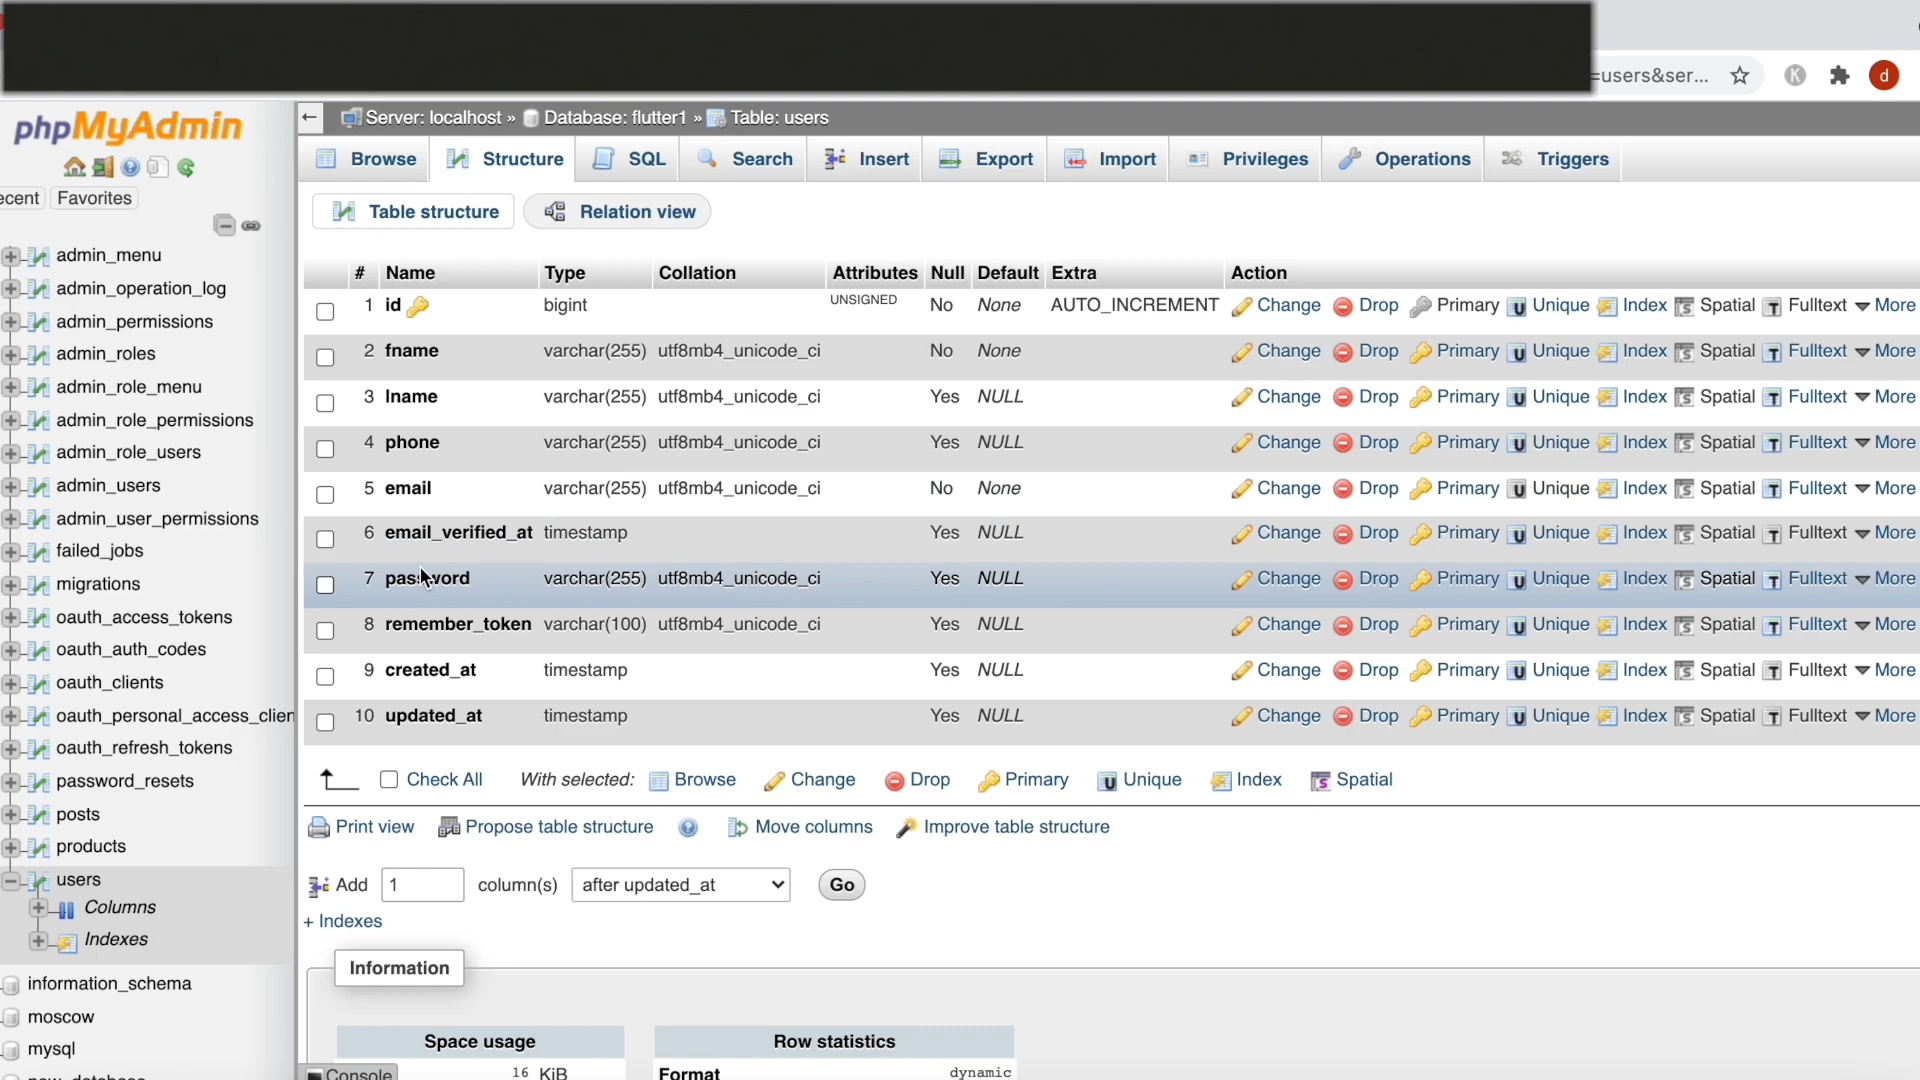 =users&ser...
K
d
phpMyAdmin
ecent
Favorites
admin_menu
admin_operation_log
admin_permissions
admin_roles
admin_role_menu
admin_role_permissions
admin_role_users
admin_users
admin_user_permissions
failed_jobs
migrations
oauth_access_tokens
oauth_auth_codes
oauth_clients
oauth_personal_access_clien
oauth_refresh_tokens
password_resets
posts
products
users
Columns
Indexes
information_schema
moscow
mysql
Server: localhost » Database: flutter1 » Table: users
Browse Structure SQL Search Insert Export Import Privileges Operations Triggers
Table structure Relation view
# Name Type Collation Attributes Null Default Extra Action
1 id bigint UNSIGNED No None AUTO_INCREMENT Change Drop Primary Unique Index Spatial Fulltext More
2 fname varchar(255) utf8mb4_unicode_ci No None Change Drop Primary Unique Index Spatial Fulltext More
3 lname varchar(255) utf8mb4_unicode_ci Yes NULL Change Drop Primary Unique Index Spatial Fulltext More
4 phone varchar(255) utf8mb4_unicode_ci Yes NULL Change Drop Primary Unique Index Spatial Fulltext More
5 email varchar(255) utf8mb4_unicode_ci No None Change Drop Primary Unique Index Spatial Fulltext More
6 email_verified_at timestamp Yes NULL Change Drop Primary Unique Index Spatial Fulltext More
7 password varchar(255) utf8mb4_unicode_ci Yes NULL Change Drop Primary Unique Index Spatial Fulltext More
8 remember_token varchar(100) utf8mb4_unicode_ci Yes NULL Change Drop Primary Unique Index Spatial Fulltext More
9 created_at timestamp Yes NULL Change Drop Primary Unique Index Spatial Fulltext More
10 updated_at timestamp Yes NULL Change Drop Primary Unique Index Spatial Fulltext More
Check All With selected: Browse Change Drop Primary Unique Index Spatial
Print view Propose table structure Move columns Improve table structure
Add 1 column(s) after updated_at Go
+ Indexes
Information
Space usage Row statistics
Console 16 KiB Format dynamic